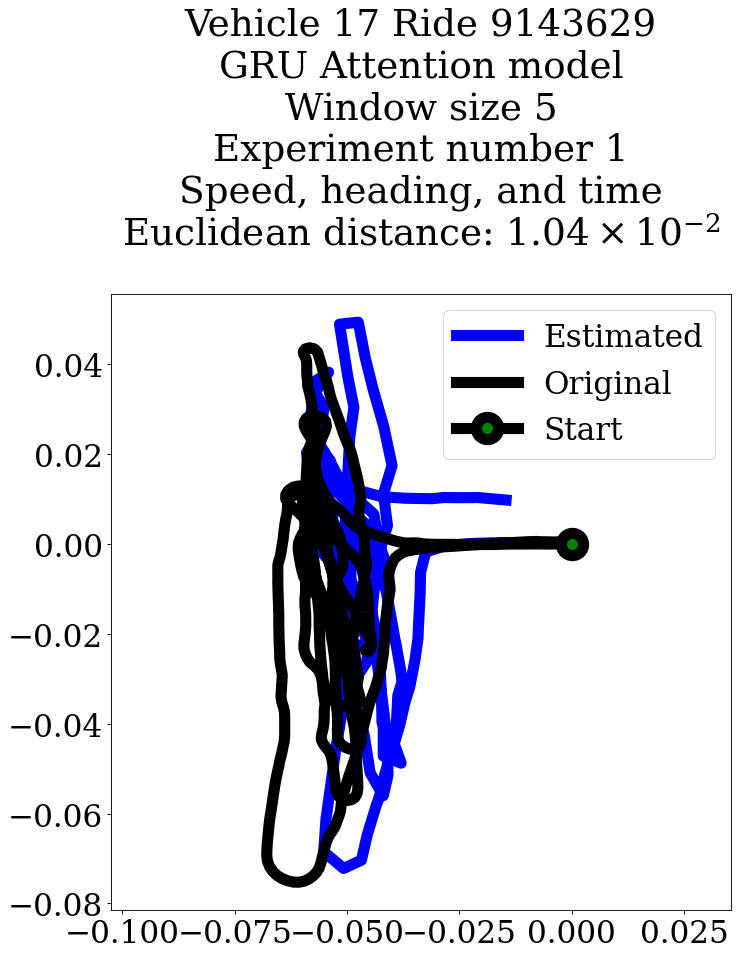 Vehicle 17 Ride 9143629
GRU Attention model
Window size 5
Experiment number 1
Speed, heading, and time
Euclidean distance: 1.04 × 10⁻²
Estimated
Original
Start
0.04
0.02
0.00
−0.02
−0.04
−0.06
−0.08
−0.100 −0.075 −0.050 −0.025 0.000 0.025